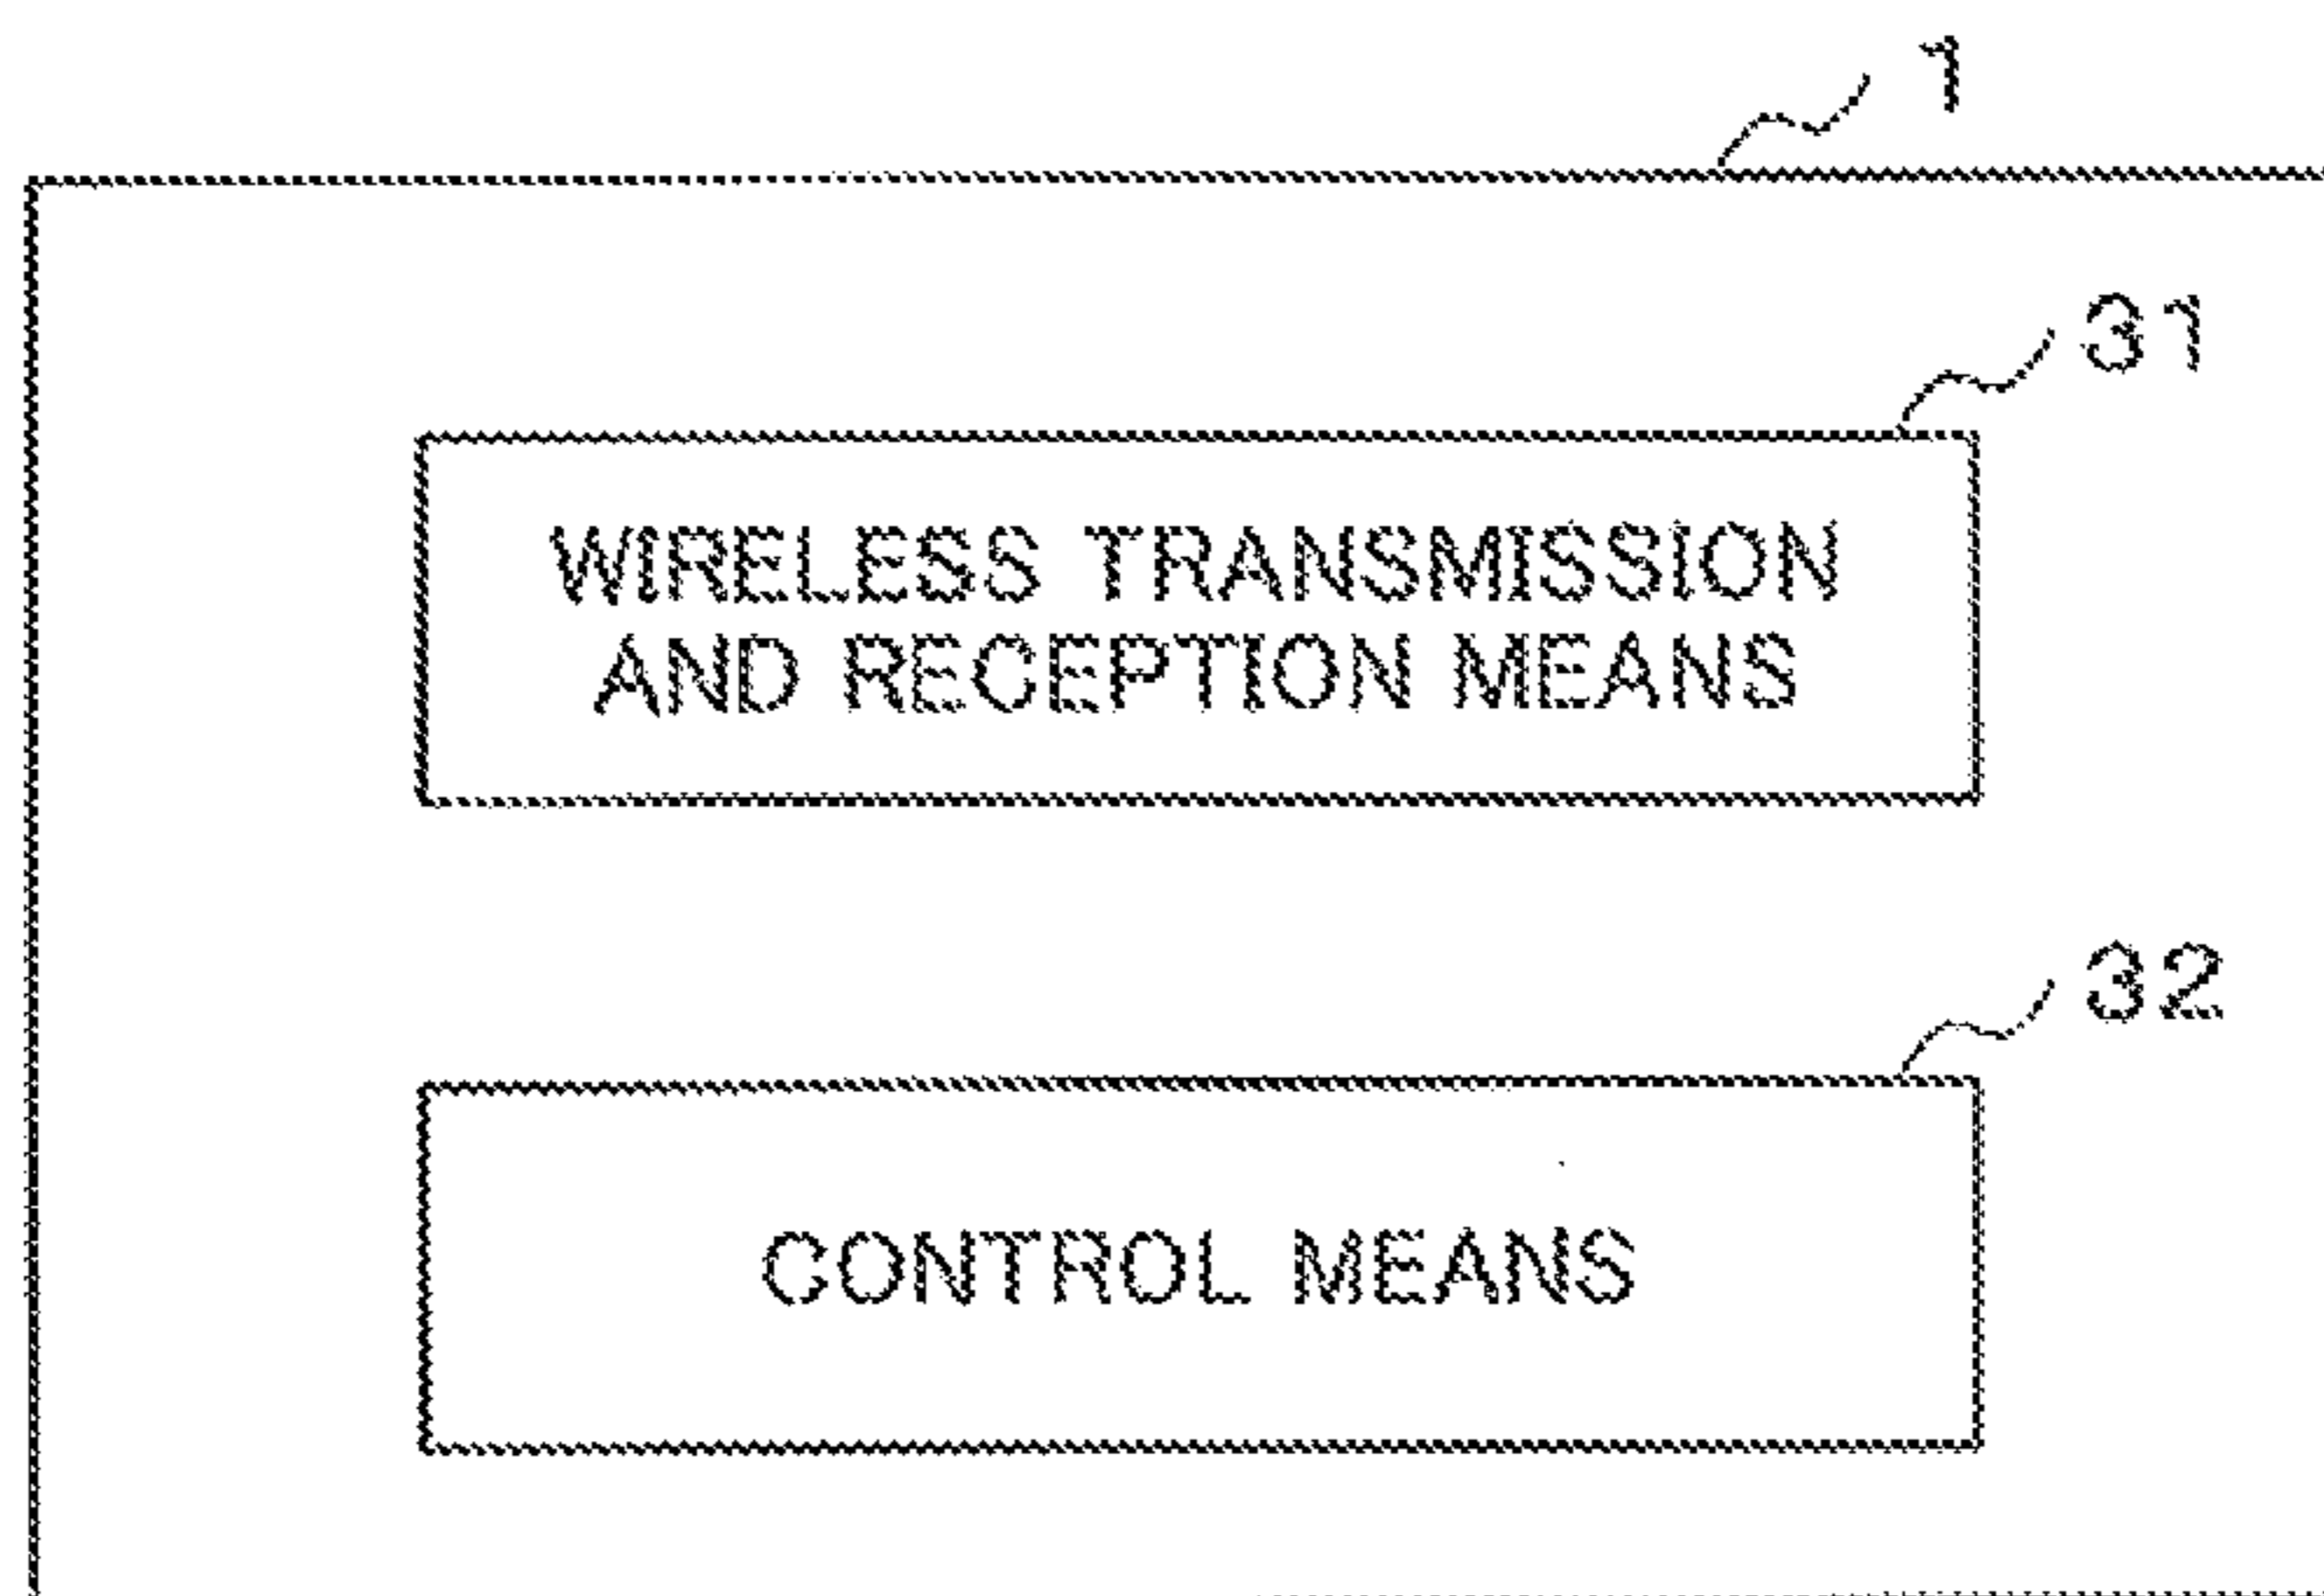 1
31
WIRELESS TRANSMISSION
AND RECEPTION MEANS
32
CONTROL MEANS